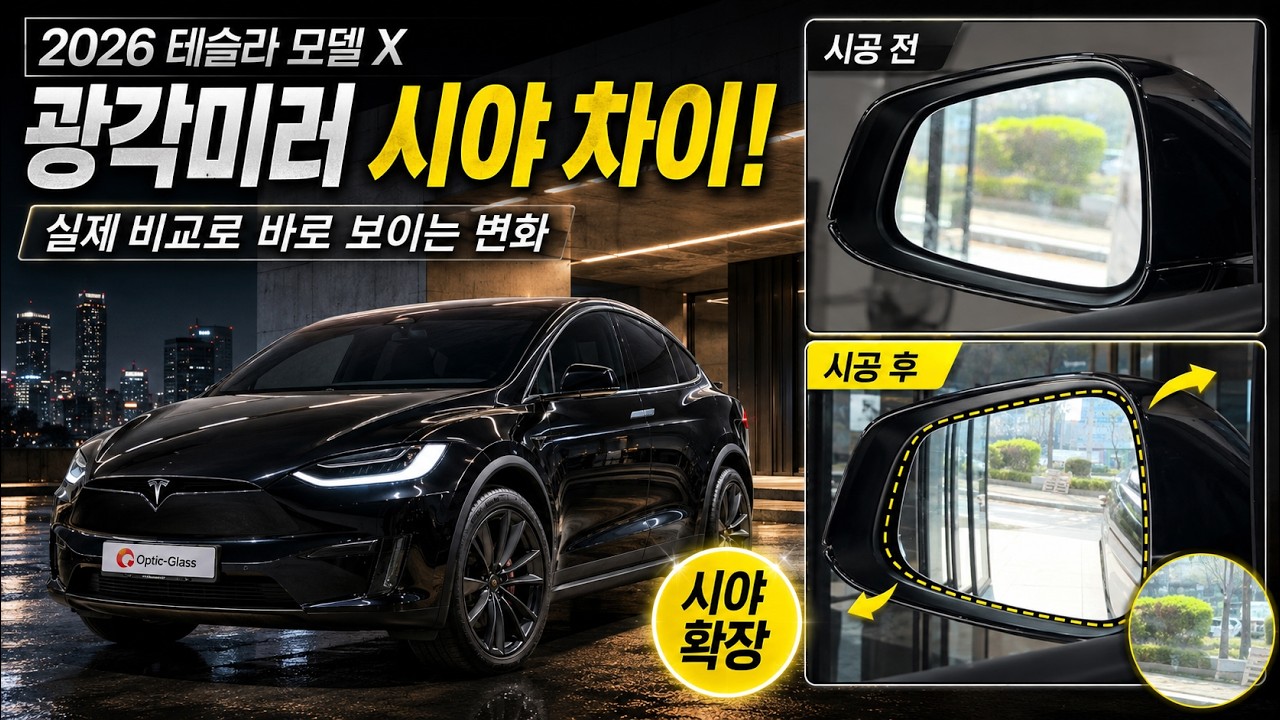 2026 테슬라 모델 X
광각미러 시야 차이!
실제 비교로 바로 보이는 변화
시공 전
시공 후
Optic-Glass
시야
확장